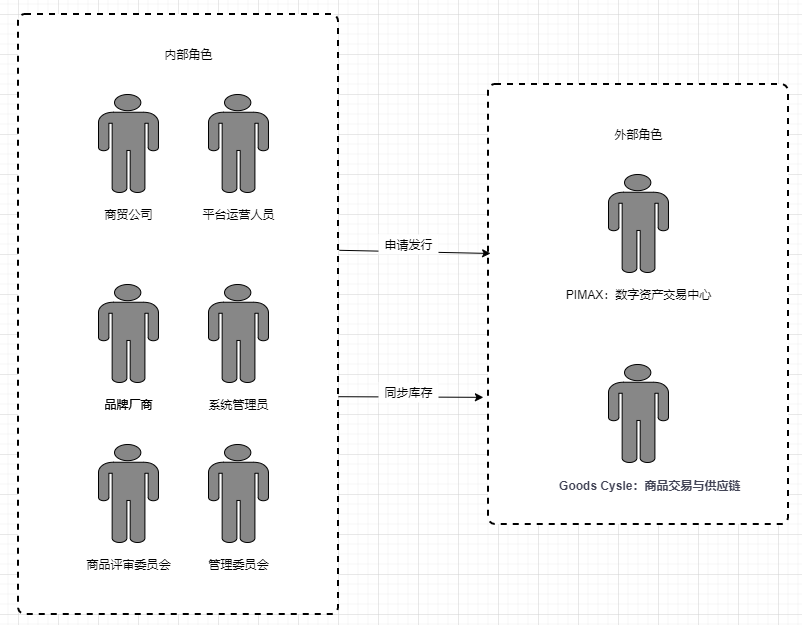 内部角色
商贸公司
平台运营人员
品牌厂商
系统管理员
商品评审委员会
管理委员会
申请发行
同步库存
外部角色
PIMAX：数字资产交易中心
Goods Cysle：商品交易与供应链